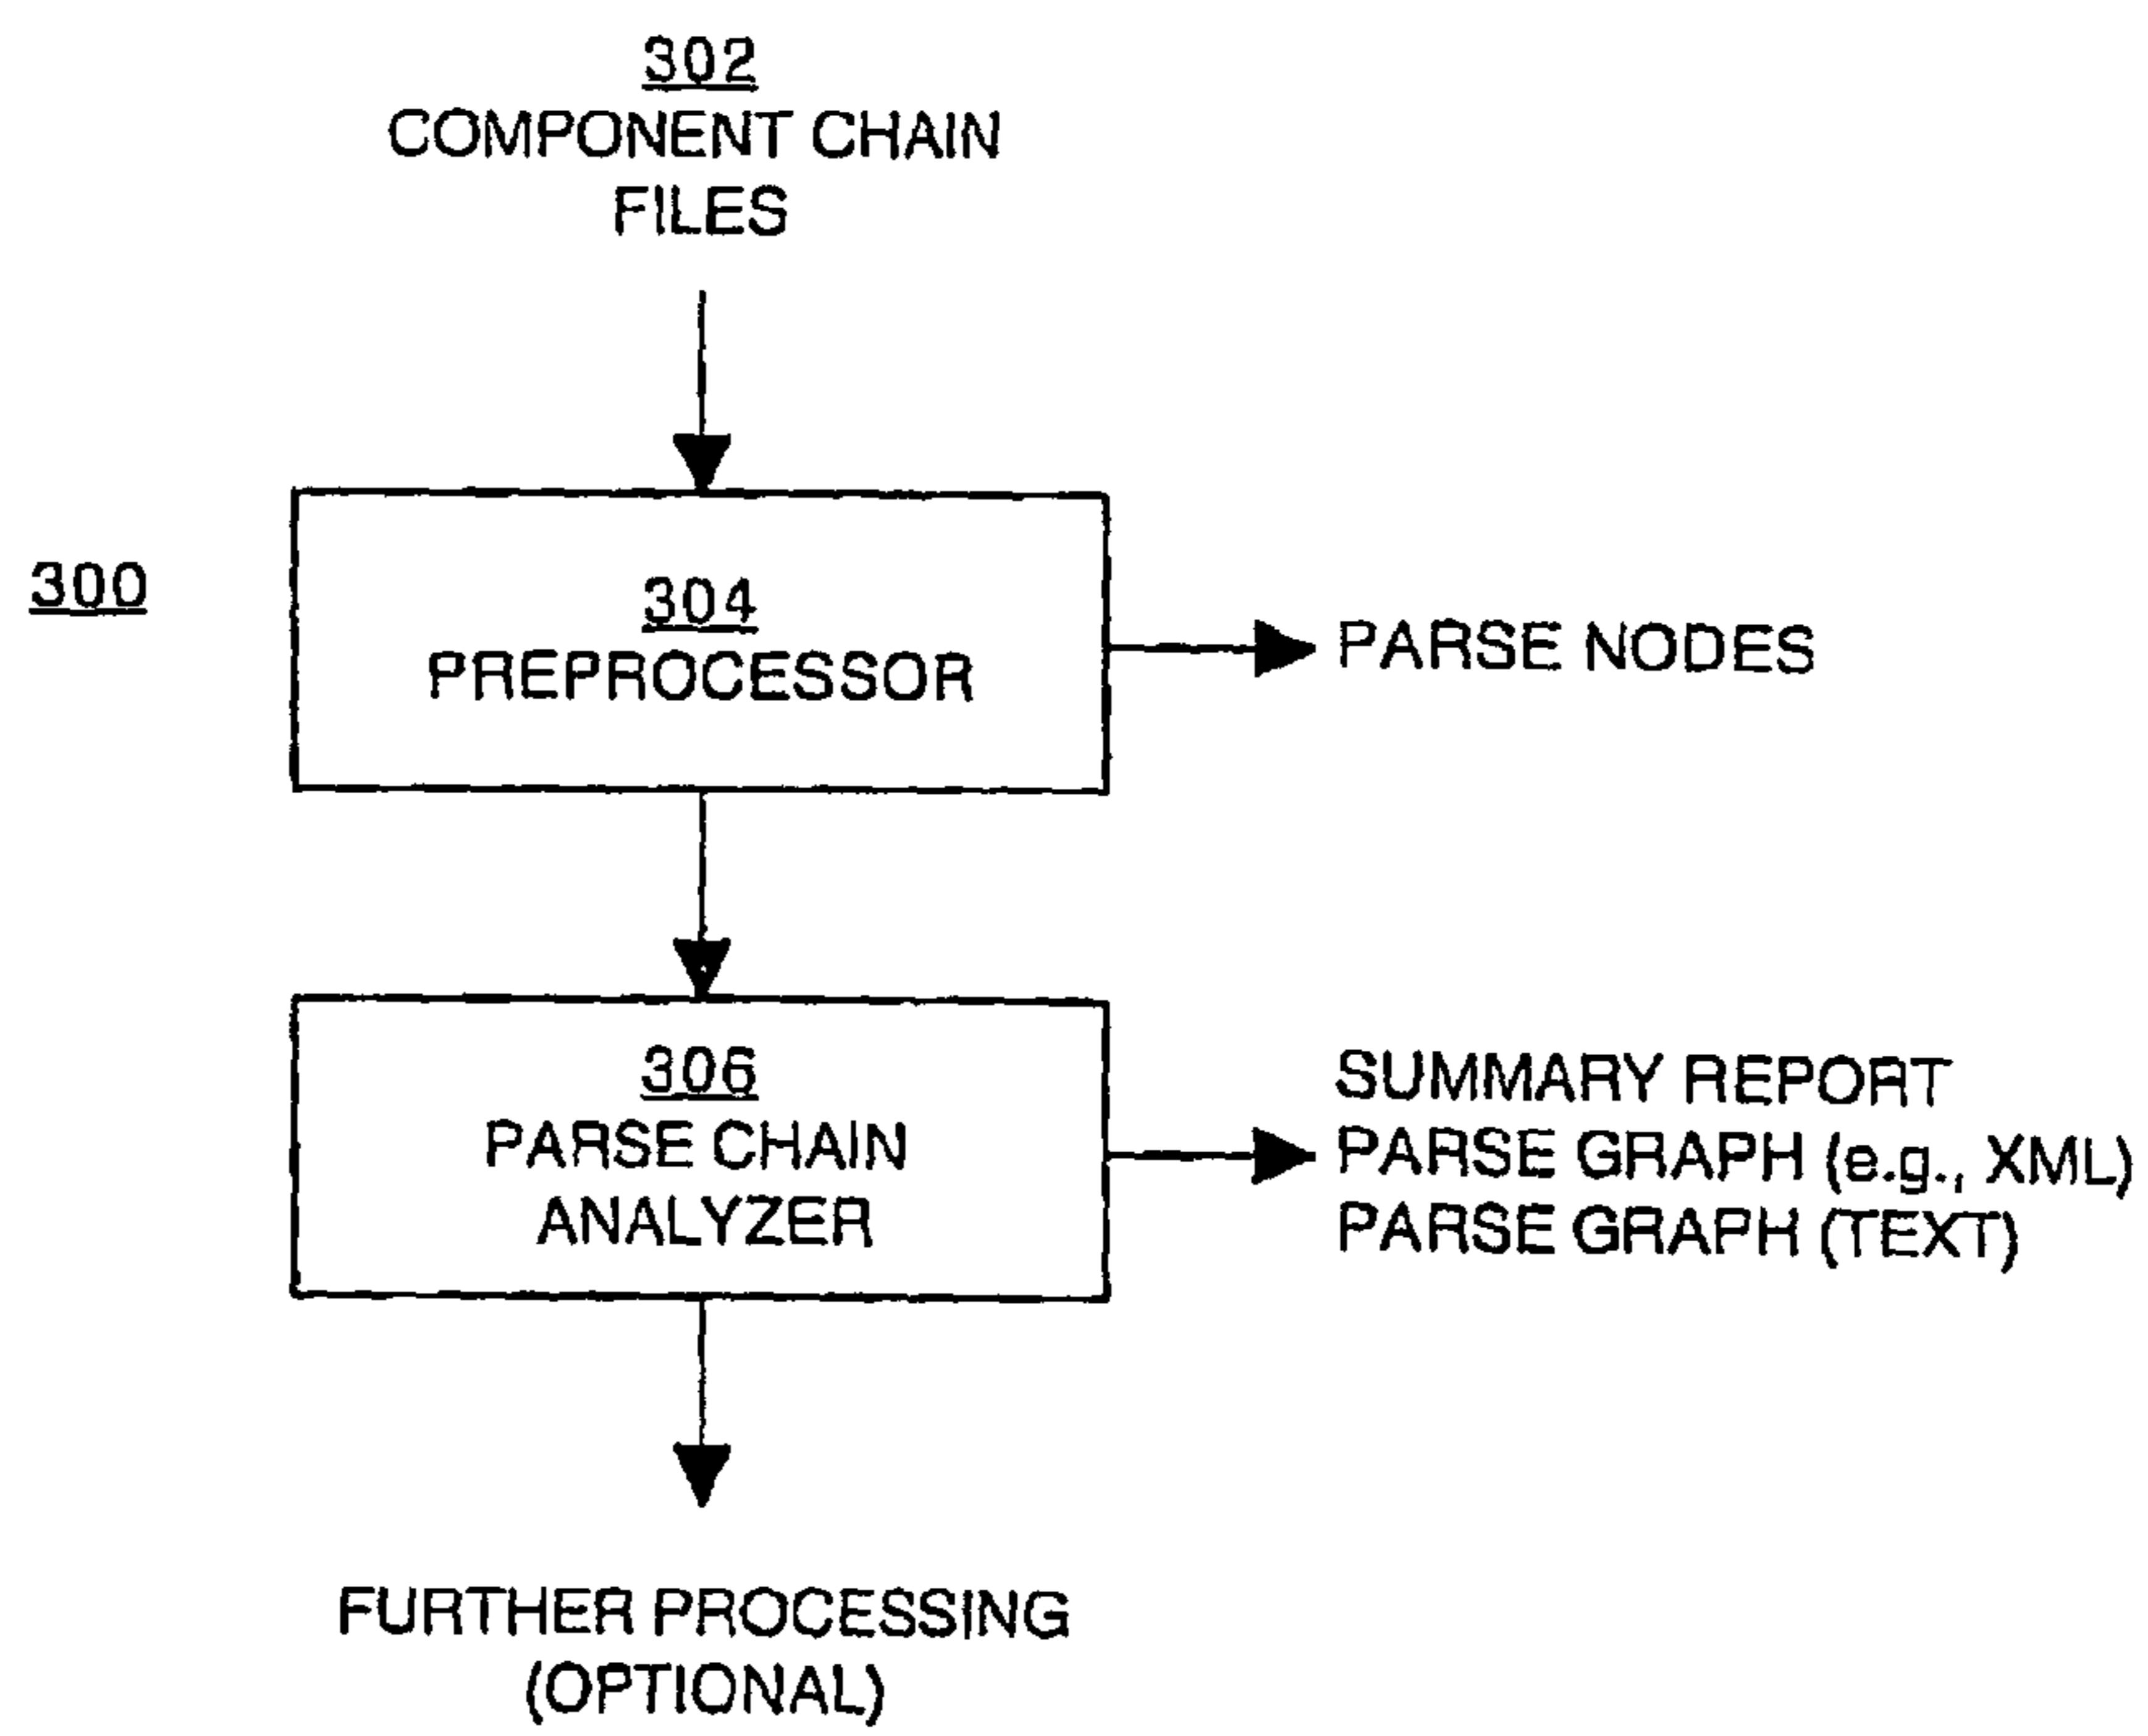 302
COMPONENT CHAIN
FILES
300
304
PREPROCESSOR
PARSE NODES
306
PARSE CHAIN
ANALYZER
SUMMARY REPORT
PARSE GRAPH (e.g., XML)
PARSE GRAPH (TEXT)
FURTHER PROCESSING
(OPTIONAL)